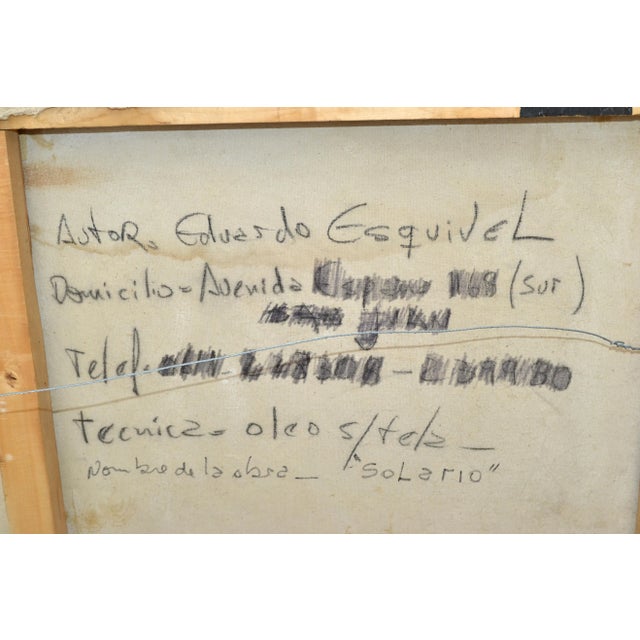 Autor. Eduardo Esquivel
Domicilio = Avenida (sur)
Telef.
tecnica = oleo s/tela _
Nombre de la obra _ "SoLario"